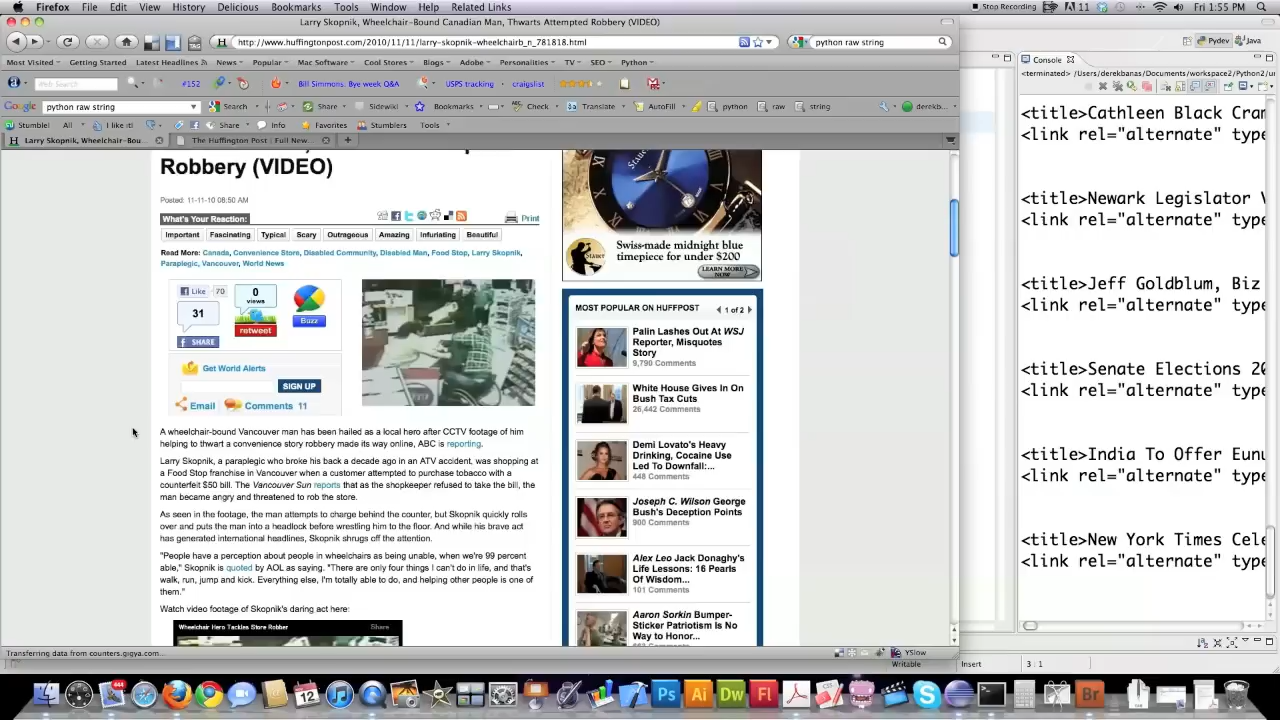 Firefox File Edit View History Delicious Bookmarks Tools Window Help Related Links
Stop Recording 11 Fri 1:55 PM
Larry Skopnik, Wheelchair-Bound Canadian Man, Thwarts Attempted Robbery (VIDEO)
http://www.huffingtonpost.com/2010/11/11/larry-skopnik-wheelchairb_n_781818.html
python raw string
Most Visited Getting Started Latest Headlines News Popular Mac Software Cool Stores Blogs Adobe Personalities TV SEO Python
Web Search #152 Bill Simmons: Bye week Q&A USPS tracking craigslist
Google python raw string Search Share Sidewiki Bookmarks Check Translate AutoFill python raw string derekb...
Stumble! All I like it! Share Info Favorites Stumblers Tools
Larry Skopnik, Wheelchair-Bou... The Huffington Post | Full New...
Robbery (VIDEO)
Posted: 11-11-10 08:50 AM
What's Your Reaction:
Print
Important Fascinating Typical Scary Outrageous Amazing Infuriating Beautiful
Read More: Canada, Convenience Store, Disabled Community, Disabled Man, Food Stop, Larry Skopnik,
Paraplegic, Vancouver, World News
Like 70
31
SHARE
0
views
retweet
Buzz
Get World Alerts
SIGN UP
Email Comments 11
A wheelchair-bound Vancouver man has been hailed as a local hero after CCTV footage of him
helping to thwart a convenience story robbery made its way online, ABC is reporting.
Larry Skopnik, a paraplegic who broke his back a decade ago in an ATV accident, was shopping at
a Food Stop franchise in Vancouver when a customer attempted to purchase tobacco with a
counterfeit $50 bill. The Vancouver Sun reports that as the shopkeeper refused to take the bill, the
man became angry and threatened to rob the store.
As seen in the footage, the man attempts to charge behind the counter, but Skopnik quickly rolls
over and puts the man into a headlock before wrestling him to the floor. And while his brave act
has generated international headlines, Skopnik shrugs off the attention.
"People have a perception about people in wheelchairs as being unable, when we're 99 percent
able," Skopnik is quoted by AOL as saying. "There are only four things I can't do in life, and that's
walk, run, jump and kick. Everything else, I'm totally able to do, and helping other people is one of
them."
Watch video footage of Skopnik's daring act here:
Wheelchair Hero Tackles Store Robber Share
Swiss-made midnight blue
timepiece for under $200
LEARN MORE NOW
MOST POPULAR ON HUFFPOST 1 of 2
Palin Lashes Out At WSJ
Reporter, Misquotes
Story
9,790 Comments
White House Gives In On
Bush Tax Cuts
26,442 Comments
Demi Lovato's Heavy
Drinking, Cocaine Use
Led To Downfall:...
448 Comments
Joseph C. Wilson George
Bush's Deception Points
900 Comments
Alex Leo Jack Donaghy's
Life Lessons: 16 Pearls
Of Wisdom...
101 Comments
Aaron Sorkin Bumper-
Sticker Patriotism Is No
Way to Honor...
Transferring data from counters.gigya.com...
YSlow
Pydev Java
Console
<terminated> /Users/derekbanas/Documents/workspace2/Python2/
<title>Cathleen Black Cram
<link rel="alternate" type
<title>Newark Legislator V
<link rel="alternate" type
<title>Jeff Goldblum, Biz
<link rel="alternate" type
<title>Senate Elections 20
<link rel="alternate" type
<title>India To Offer Eunu
<link rel="alternate" type
<title>New York Times Cele
<link rel="alternate" type
Writable Insert 3 : 1
12
Ps Ai Dw Fl Br